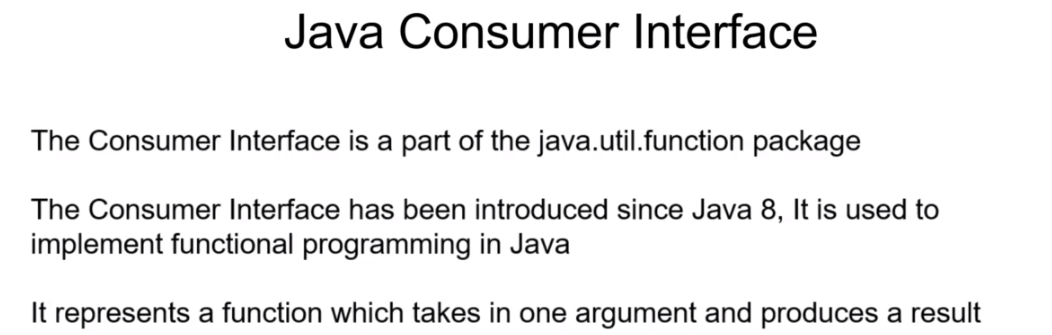 Java Consumer Interface
The Consumer Interface is a part of the java.util.function package
The Consumer Interface has been introduced since Java 8, It is used to
implement functional programming in Java
It represents a function which takes in one argument and produces a result